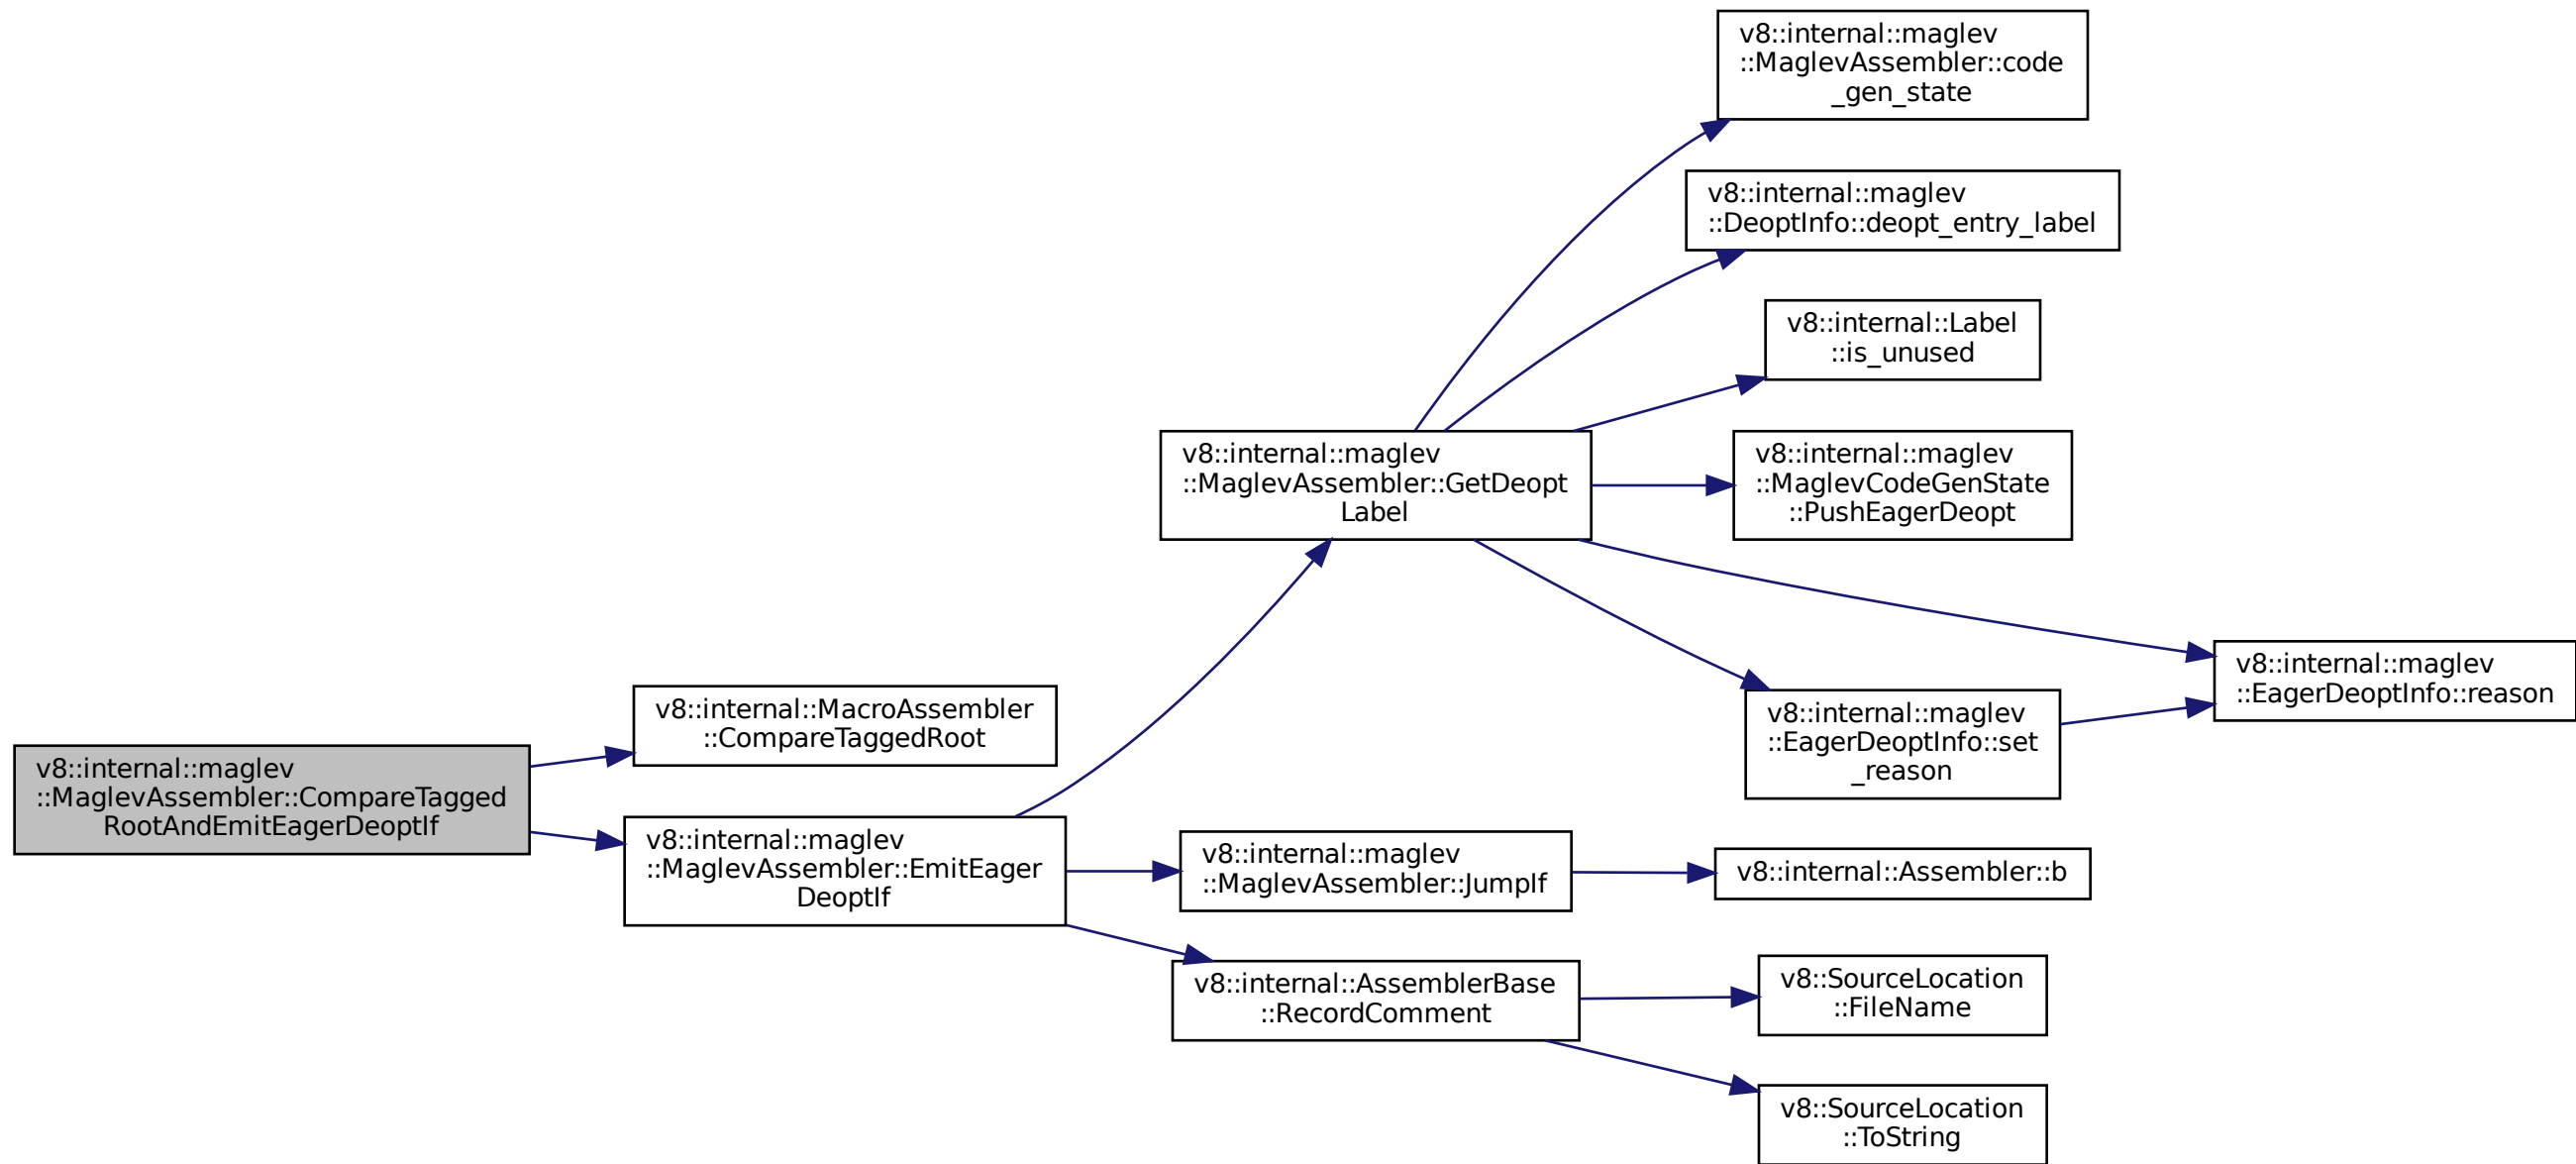 v8::internal::maglev
::MaglevAssembler::code
_gen_state
v8::internal::maglev
::DeoptInfo::deopt_entry_label
v8::internal::Label
::is_unused
v8::internal::maglev
::MaglevAssembler::GetDeopt
Label
v8::internal::maglev
::MaglevCodeGenState
::PushEagerDeopt
v8::internal::maglev
::EagerDeoptInfo::reason
v8::internal::MacroAssembler
::CompareTaggedRoot
v8::internal::maglev
::EagerDeoptInfo::set
_reason
v8::internal::maglev
::MaglevAssembler::CompareTagged
RootAndEmitEagerDeoptIf
v8::internal::maglev
::MaglevAssembler::EmitEager
DeoptIf
v8::internal::maglev
::MaglevAssembler::JumpIf
v8::internal::Assembler::b
v8::internal::AssemblerBase
::RecordComment
v8::SourceLocation
::FileName
v8::SourceLocation
::ToString